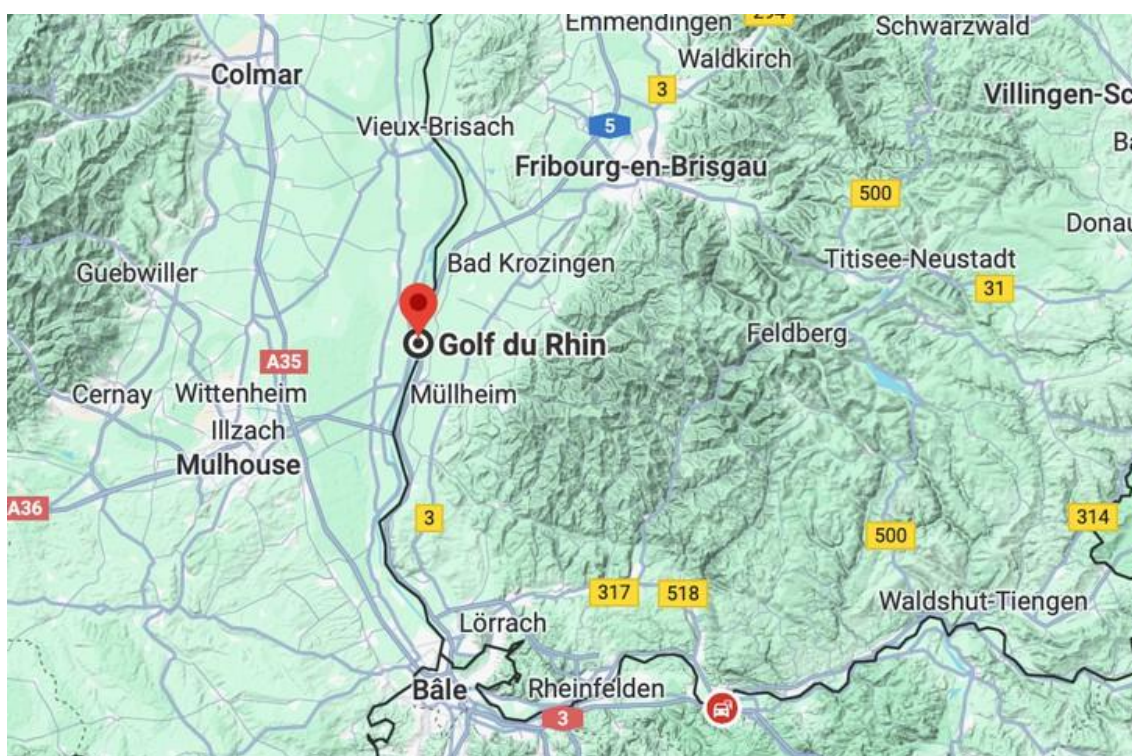 Emmendingen
294
Schwarzwald
Waldkirch
Colmar
3
Villingen-Sc
Vieux-Brisach
5
Ba
Fribourg-en-Brisgau
500
Donau
Guebwiller
Bad Krozingen
Titisee-Neustadt
31
Golf du Rhin
Feldberg
A35
Cernay
Wittenheim
Müllheim
Illzach
Mulhouse
A36
3
314
500
317
518
Waldshut-Tiengen
Lörrach
Bâle
Rheinfelden
3